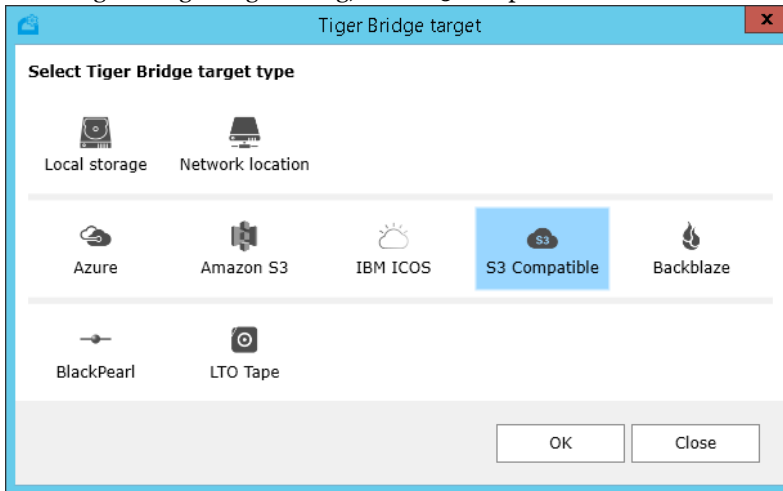 Tiger Bridge target
x
Select Tiger Bridge target type
Local storage Network location
S3
Azure Amazon S3 IBM ICOS S3 Compatible Backblaze
BlackPearl LTO Tape
OK Close